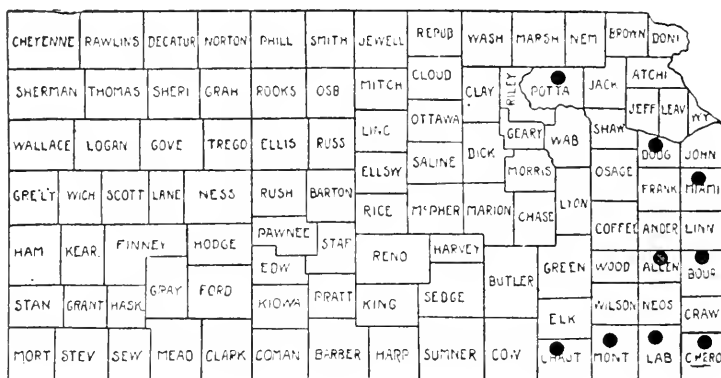 CHEYENNE RAWLINS DECATUR NORTON PHILL SMITH JEWELL REPUB WASH MARSH NEM BROWN DONI
SHERMAN THOMAS SHERI GRAH ROOKS OSB MITCH CLOUD CLAY RILEY POTTA JACK ATCHI
JEFF LEAV WY
WALLACE LOGAN GOVE TREGO ELLIS RUSS LINC OTTAWA DICK GEARY WAB SHAW DOUG JOHN
ELLSW SALINE MORRIS OSAGE
GRELY WICH SCOTT LANE NESS RUSH BARTON RICE McPHER MARION CHASE LYON FRANK MIAMI
HAM KEAR. FINNEY HODGE PAWNEE STAF RENO HARVEY COFFEE ANDER LINN
EDW BUTLER GREEN WOOD ALLEN BOUR
STAN GRANT HASK GRAY FORD KIOWA PRATT KING SEDGE ELK WILSON NEOS CRAW
MORT STEV SEW MEAD CLARK COMAN BARBER HARP SUMNER COW CHAUT MONT LAB CHERO